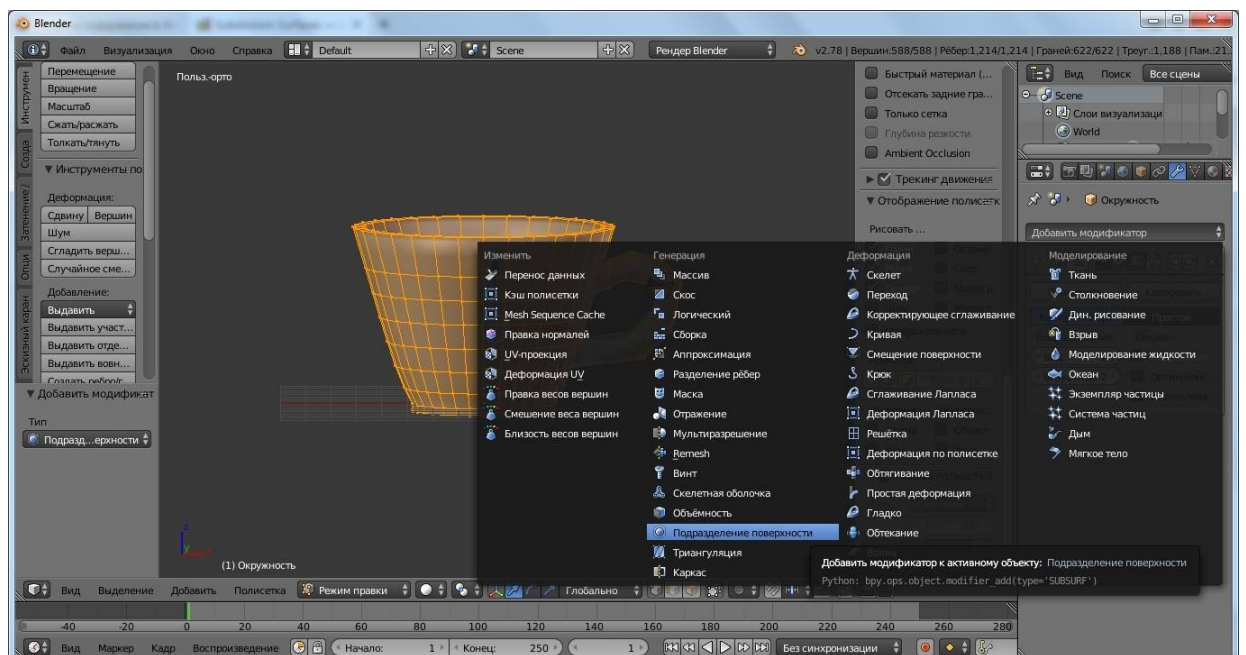 Blender
Файл Визуализация Окно Справка Default Scene Рендер Blender v2.78 | Вершин:588/588 | Рёбер:1,214/1,214 | Граней:622/622 | Треуг.:1,188 | Пам.:21.
Перемещение
Вращение
Масштаб
Сжать/расжать
Толкать/тянуть
Инструменты по
Деформация:
Сдвину Вершин
Шум
Сгладить верш...
Случайное сме...
Добавление:
Выдавить
Выдавить участ...
Выдавить отде...
Выдавить вовн...
Создать ребро/г
Инструмен
Созда
Затенение /
Опци
Эскизный каран
Добавить модификат
Тип
Подразд...ерхности
Польз.-орто
(1) Окружность
Быстрый материал (...
Отсекать задние гра...
Только сетка
Глубина резкости
Ambient Occlusion
Трекинг движения
Отображение полисетк
Рисовать ...
Вид Поиск Все сцены
Scene
Слои визуализаци
World
Окружность
Добавить модификатор
Изменить
Перенос данных
Кэш полисетки
Mesh Sequence Cache
Правка нормалей
UV-проекция
Деформация UV
Правка весов вершин
Смешение веса вершин
Близость весов вершин
Генерация
Массив
Скос
Логический
Сборка
Аппроксимация
Разделение рёбер
Маска
Отражение
Мультиразрешение
Remesh
Винт
Скелетная оболочка
Объёмность
Подразделение поверхности
Триангуляция
Каркас
Деформация
Скелет
Переход
Корректирующее сглаживание
Кривая
Смещение поверхности
Крюк
Сглаживание Лапласа
Деформация Лапласа
Решётка
Деформация по полисетке
Обтягивание
Простая деформация
Гладко
Обтекание
Волна
Моделирование
Ткань
Столкновение
Дин. рисование
Взрыв
Моделирование жидкости
Океан
Экземпляр частицы
Система частиц
Дым
Мягкое тело
Добавить модификатор к активному объекту: Подразделение поверхности
Python: bpy.ops.object.modifier_add(type='SUBSURF')
Вид Выделение Добавить Полисетка Режим правки Глобально
-40 -20 0 20 40 60 80 100 120 140 160 180 200 220 240 260 280
Вид Маркер Кадр Воспроизведение Начало: 1 Конец: 250 1 Без синхронизации